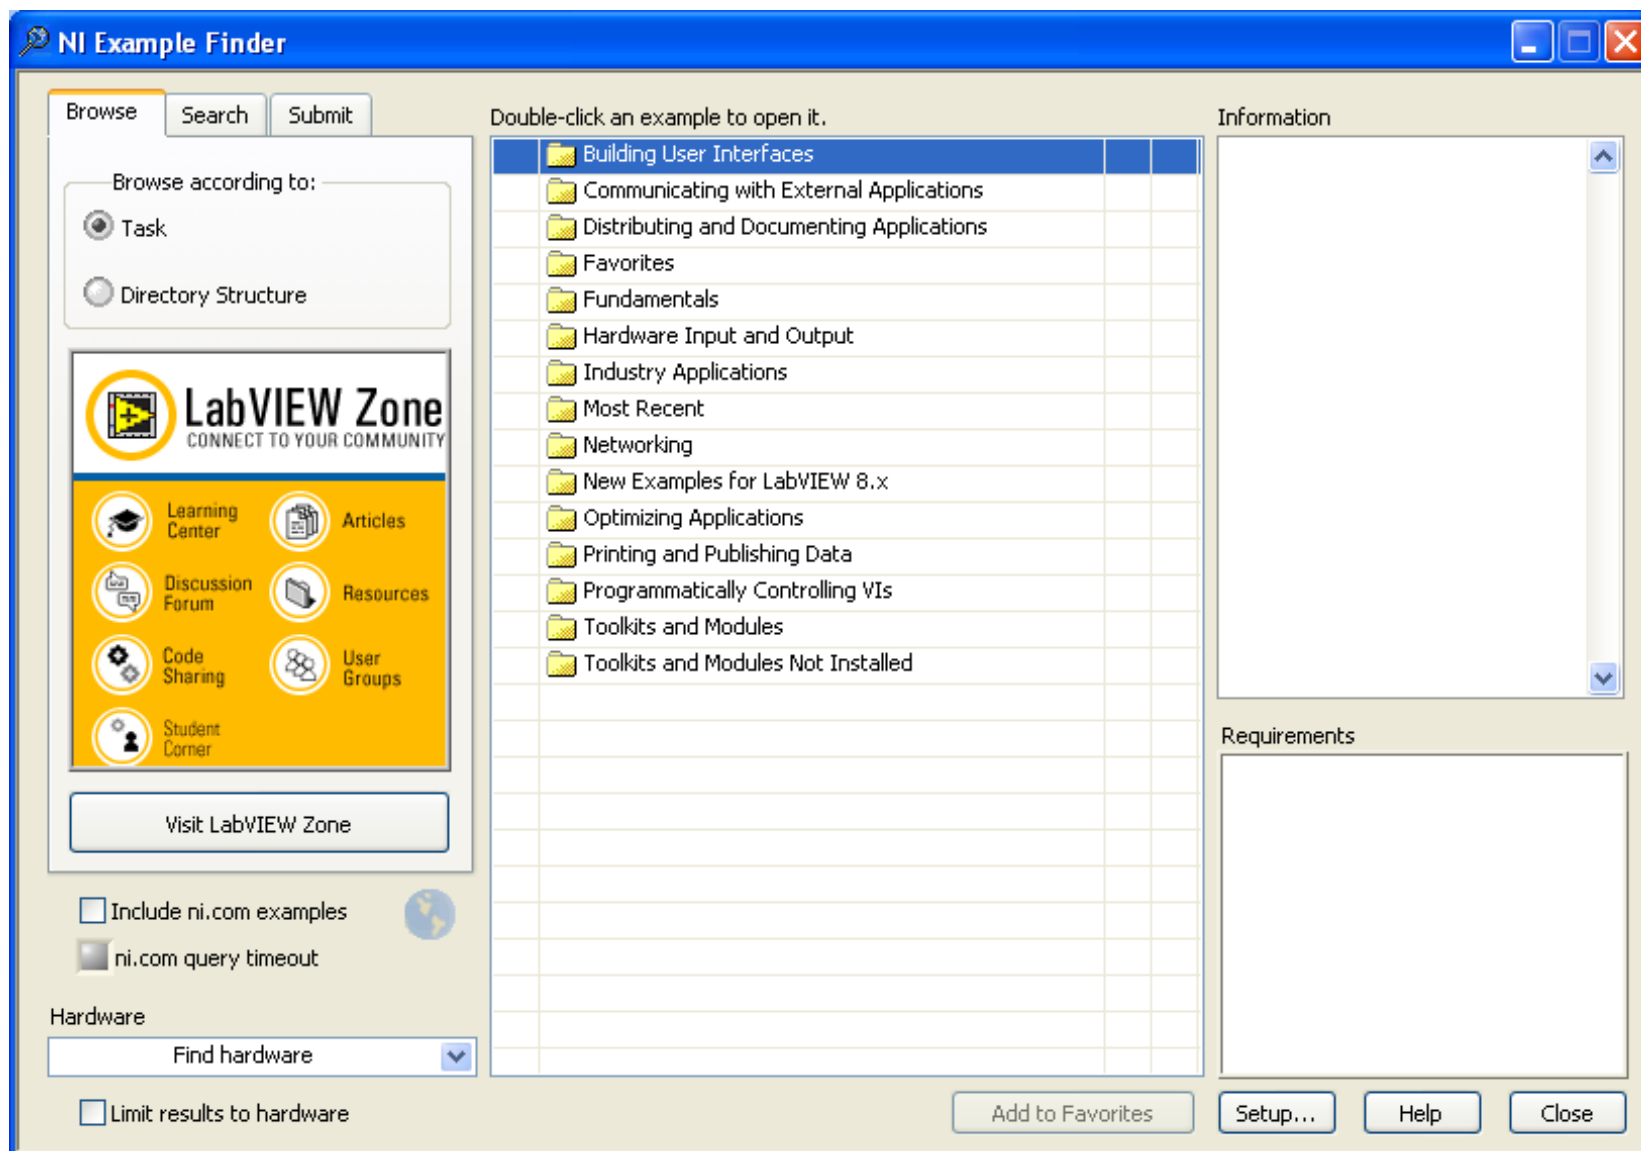 NI Example Finder
Browse
Search
Submit
Browse according to:
Task
Directory Structure
LabVIEW Zone
CONNECT TO YOUR COMMUNITY
Learning
Center
Articles
Discussion
Forum
Resources
Code
Sharing
User
Groups
Student
Corner
Visit LabVIEW Zone
Include ni.com examples
ni.com query timeout
Hardware
Find hardware
Limit results to hardware
Double-click an example to open it.
Building User Interfaces
Communicating with External Applications
Distributing and Documenting Applications
Favorites
Fundamentals
Hardware Input and Output
Industry Applications
Most Recent
Networking
New Examples for LabVIEW 8.x
Optimizing Applications
Printing and Publishing Data
Programmatically Controlling VIs
Toolkits and Modules
Toolkits and Modules Not Installed
Information
Requirements
Add to Favorites
Setup...
Help
Close